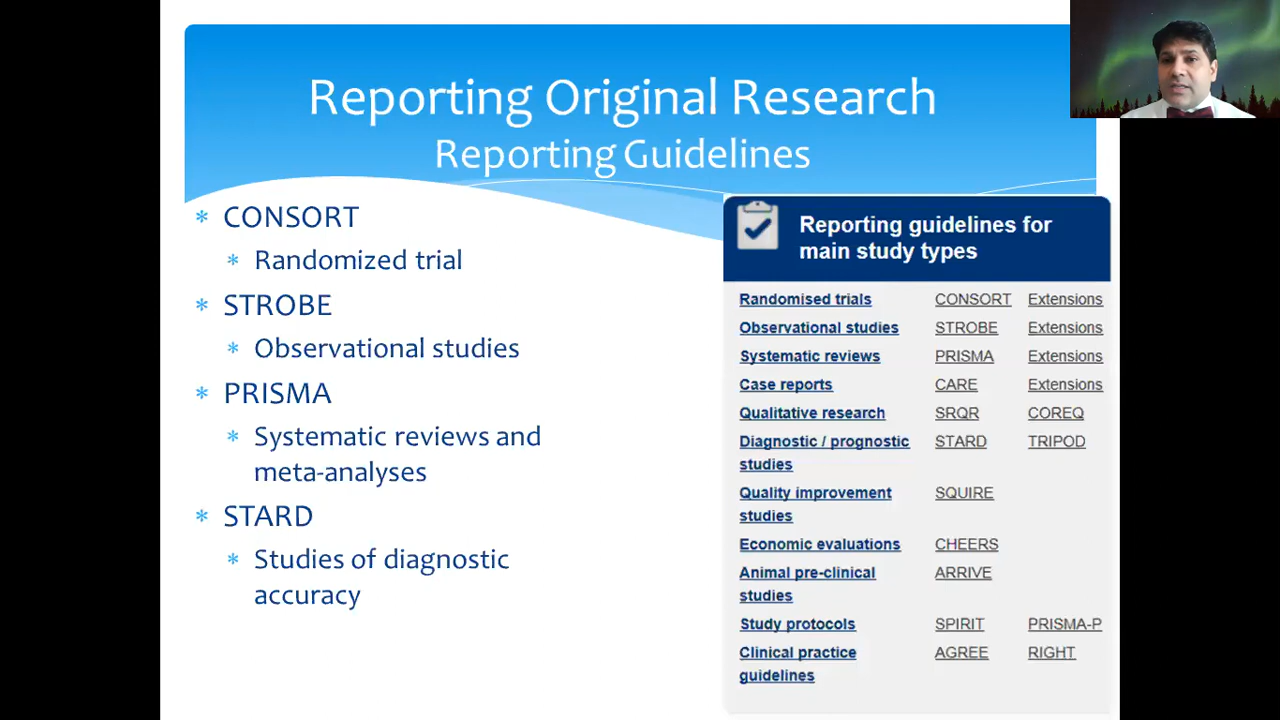 Reporting Original Research
Reporting Guidelines
* CONSORT
* Randomized trial
* STROBE
* Observational studies
* PRISMA
* Systematic reviews and
meta-analyses
* STARD
* Studies of diagnostic
accuracy
Reporting guidelines for
main study types
Randomised trials CONSORT Extensions
Observational studies STROBE Extensions
Systematic reviews PRISMA Extensions
Case reports CARE Extensions
Qualitative research SRQR COREQ
Diagnostic / prognostic STARD TRIPOD
studies
Quality improvement SQUIRE
studies
Economic evaluations CHEERS
Animal pre-clinical ARRIVE
studies
Study protocols SPIRIT PRISMA-P
Clinical practice AGREE RIGHT
guidelines